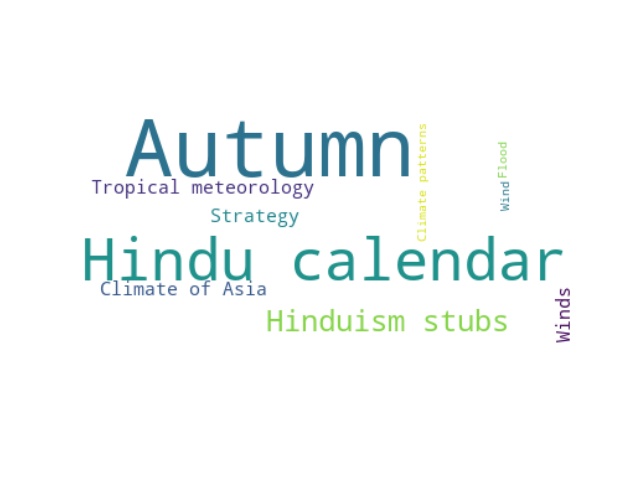 Autumn
Tropical meteorology
Strategy
Climate patterns
Flood
Wind
Hindu calendar
Climate of Asia
Hinduism stubs
Winds